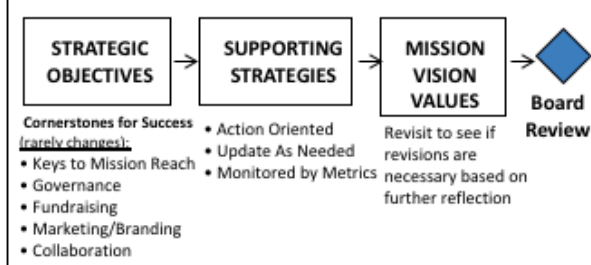 STRATEGIC
OBJECTIVES
SUPPORTING
STRATEGIES
MISSION
VISION
VALUES
Board
Review
Cornerstones for Success
(rarely changes):
• Keys to Mission Reach
• Governance
• Fundraising
• Marketing/Branding
• Collaboration
• Action Oriented
• Update As Needed
• Monitored by Metrics
Revisit to see if
revisions are
necessary based on
further reflection